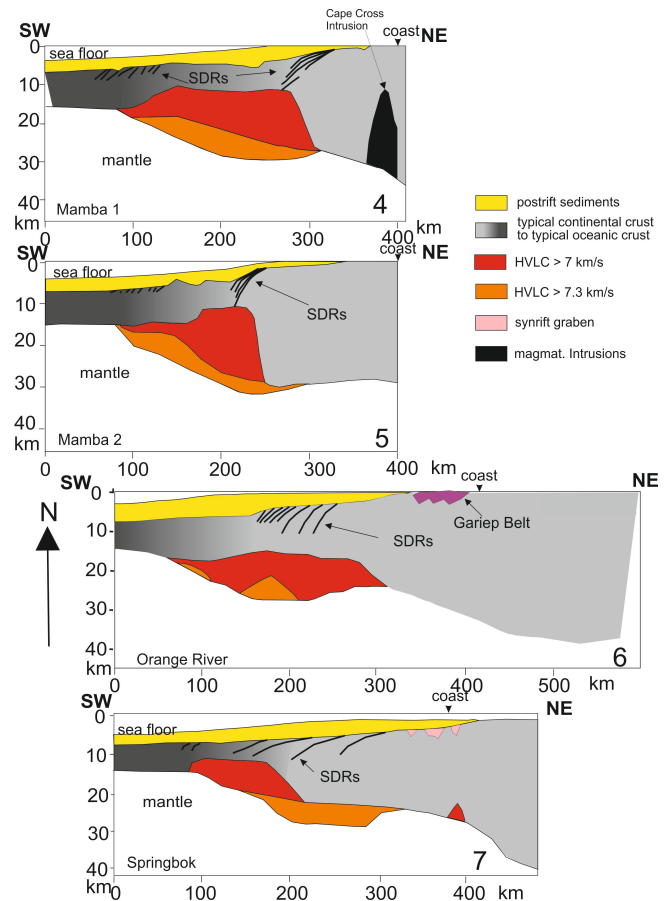 Cape Cross
Intrusion
coast
SW
NE
0
sea floor
SDRs
10
20
mantle
30
40
km
Mamba 1
4
0
100
200
300
400
km
postrift sediments
typical continental crust
to typical oceanic crust
HVLC > 7 km/s
HVLC > 7.3 km/s
synrift graben
magmat. Intrusions
SW
coast
NE
0
sea floor
10
SDRs
20
mantle
30
40
km
Mamba 2
5
0
100
200
300
400
km
SW
coast
NE
0
Gariep Belt
N
10
SDRs
20
30
40
km
Orange River
6
0
100
200
300
400
500
km
SW
coast
NE
0
sea floor
10
SDRs
20
mantle
30
40
km
Springbok
7
0
100
200
300
400
km